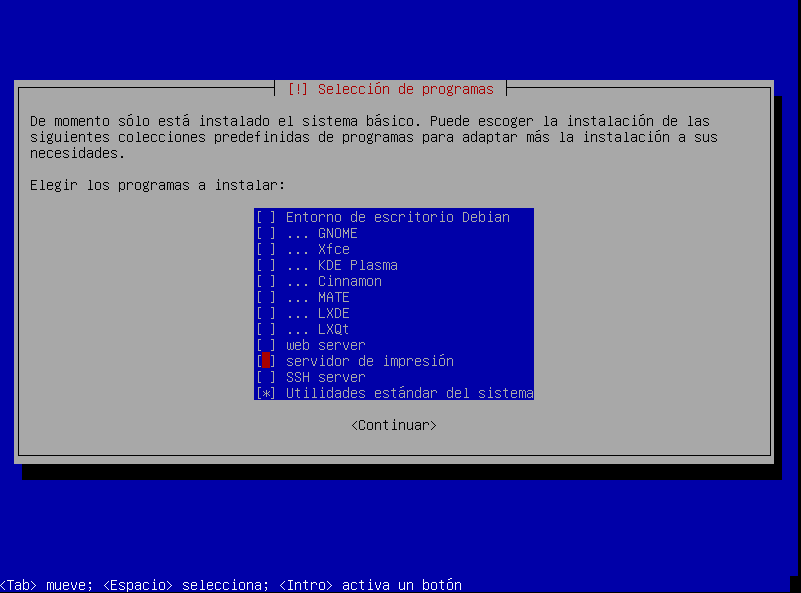 [!] Selección de programas
De momento sólo está instalado el sistema básico. Puede escoger la instalación de las
siguientes colecciones predefinidas de programas para adaptar más la instalación a sus
necesidades.
Elegir los programas a instalar:
[ ] Entorno de escritorio Debian
[ ] ... GNOME
[ ] ... Xfce
[ ] ... KDE Plasma
[ ] ... Cinnamon
[ ] ... MATE
[ ] ... LXDE
[ ] ... LXQt
[ ] web server
[ ] servidor de impresión
[ ] SSH server
[*] Utilidades estándar del sistema
<Continuar>
<Tab> mueve; <Espacio> selecciona; <Intro> activa un botón